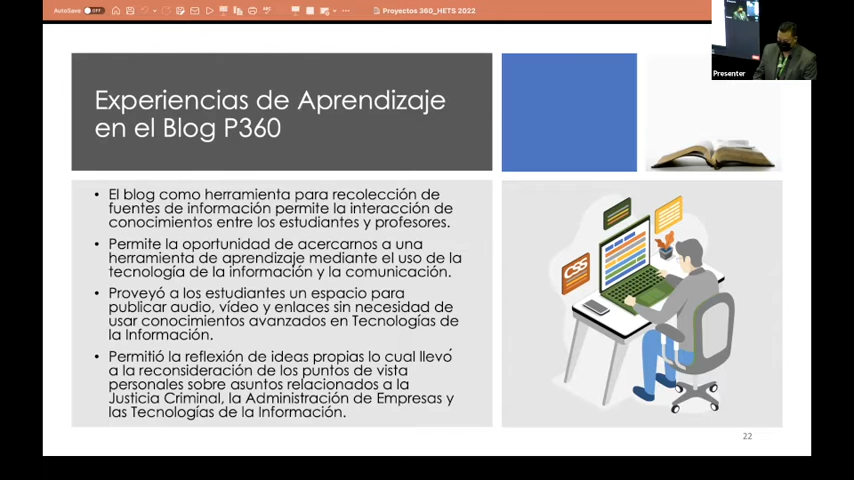 AutoSave
OFF
Proyectos 360_HETS 2022
Presenter
Experiencias de Aprendizaje
en el Blog P360
• El blog como herramienta para recolección de
fuentes de información permite la interacción de
conocimientos entre los estudiantes y profesores.
• Permite la oportunidad de acercarnos a una
herramienta de aprendizaje mediante el uso de la
tecnología de la información y la comunicación.
• Proveyó a los estudiantes un espacio para
publicar audio, vídeo y enlaces sin necesidad de
usar conocimientos avanzados en Tecnologías de
la Información.
• Permitió la reflexión de ideas propias lo cual llevó
a la reconsideración de los puntos de vista
personales sobre asuntos relacionados a la
Justicia Criminal, la Administración de Empresas y
las Tecnologías de la Información.
CSS
22